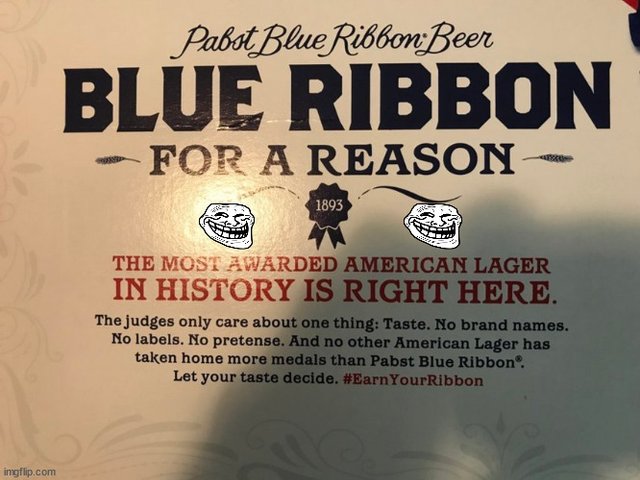 Pabst Blue Ribbon Beer
BLUE RIBBON
FOR A REASON
1893
THE MOST AWARDED AMERICAN LAGER
IN HISTORY IS RIGHT HERE.
The judges only care about one thing: Taste. No brand names.
No labels. No pretense. And no other American Lager has
taken home more medals than Pabst Blue Ribbon®.
Let your taste decide. #EarnYourRibbon
imgflip.com